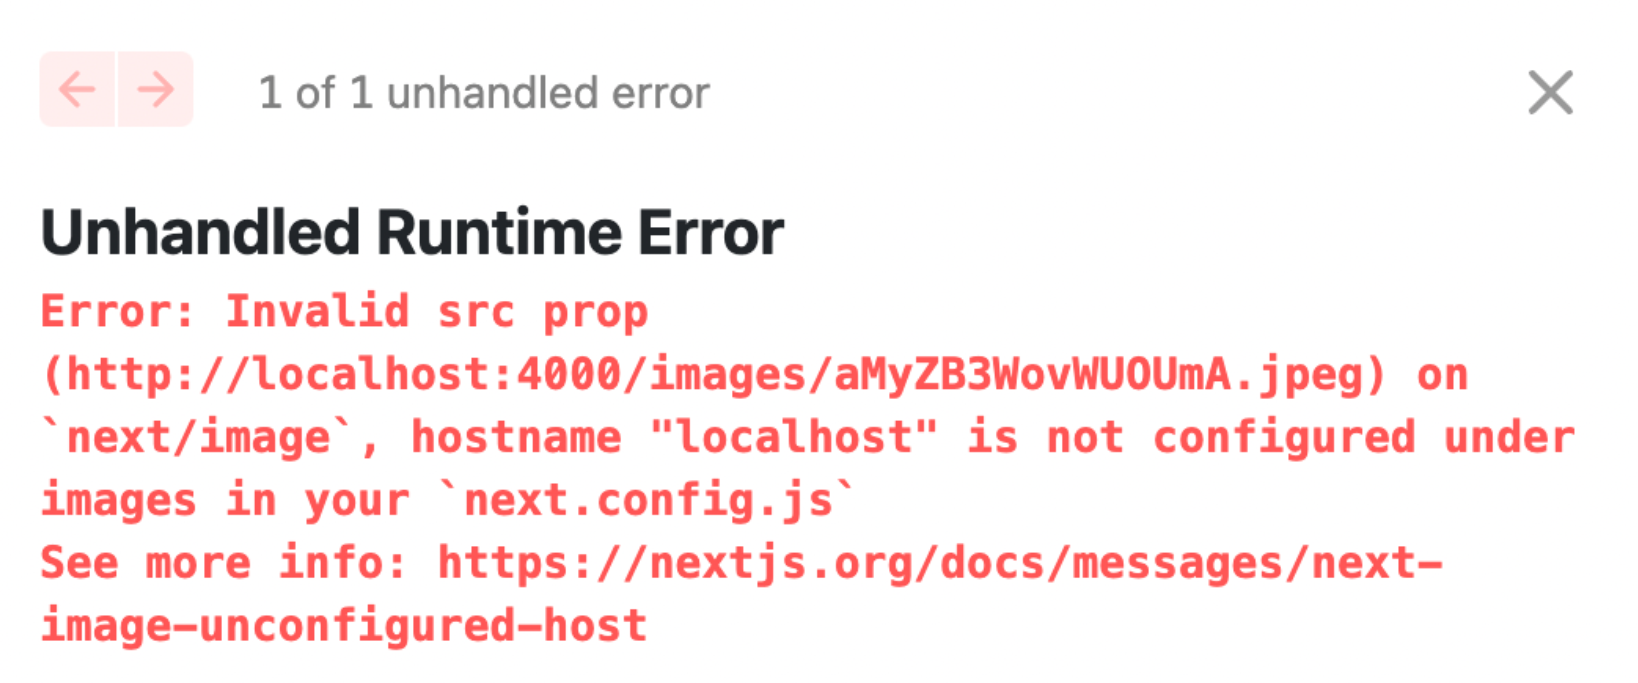 1 of 1 unhandled error
Unhandled Runtime Error
Error: Invalid src prop
(http://localhost:4000/images/aMyZB3WovWUOUmA.jpeg) on
`next/image`, hostname "localhost" is not configured under
images in your `next.config.js`
See more info: https://nextjs.org/docs/messages/next-
image-unconfigured-host